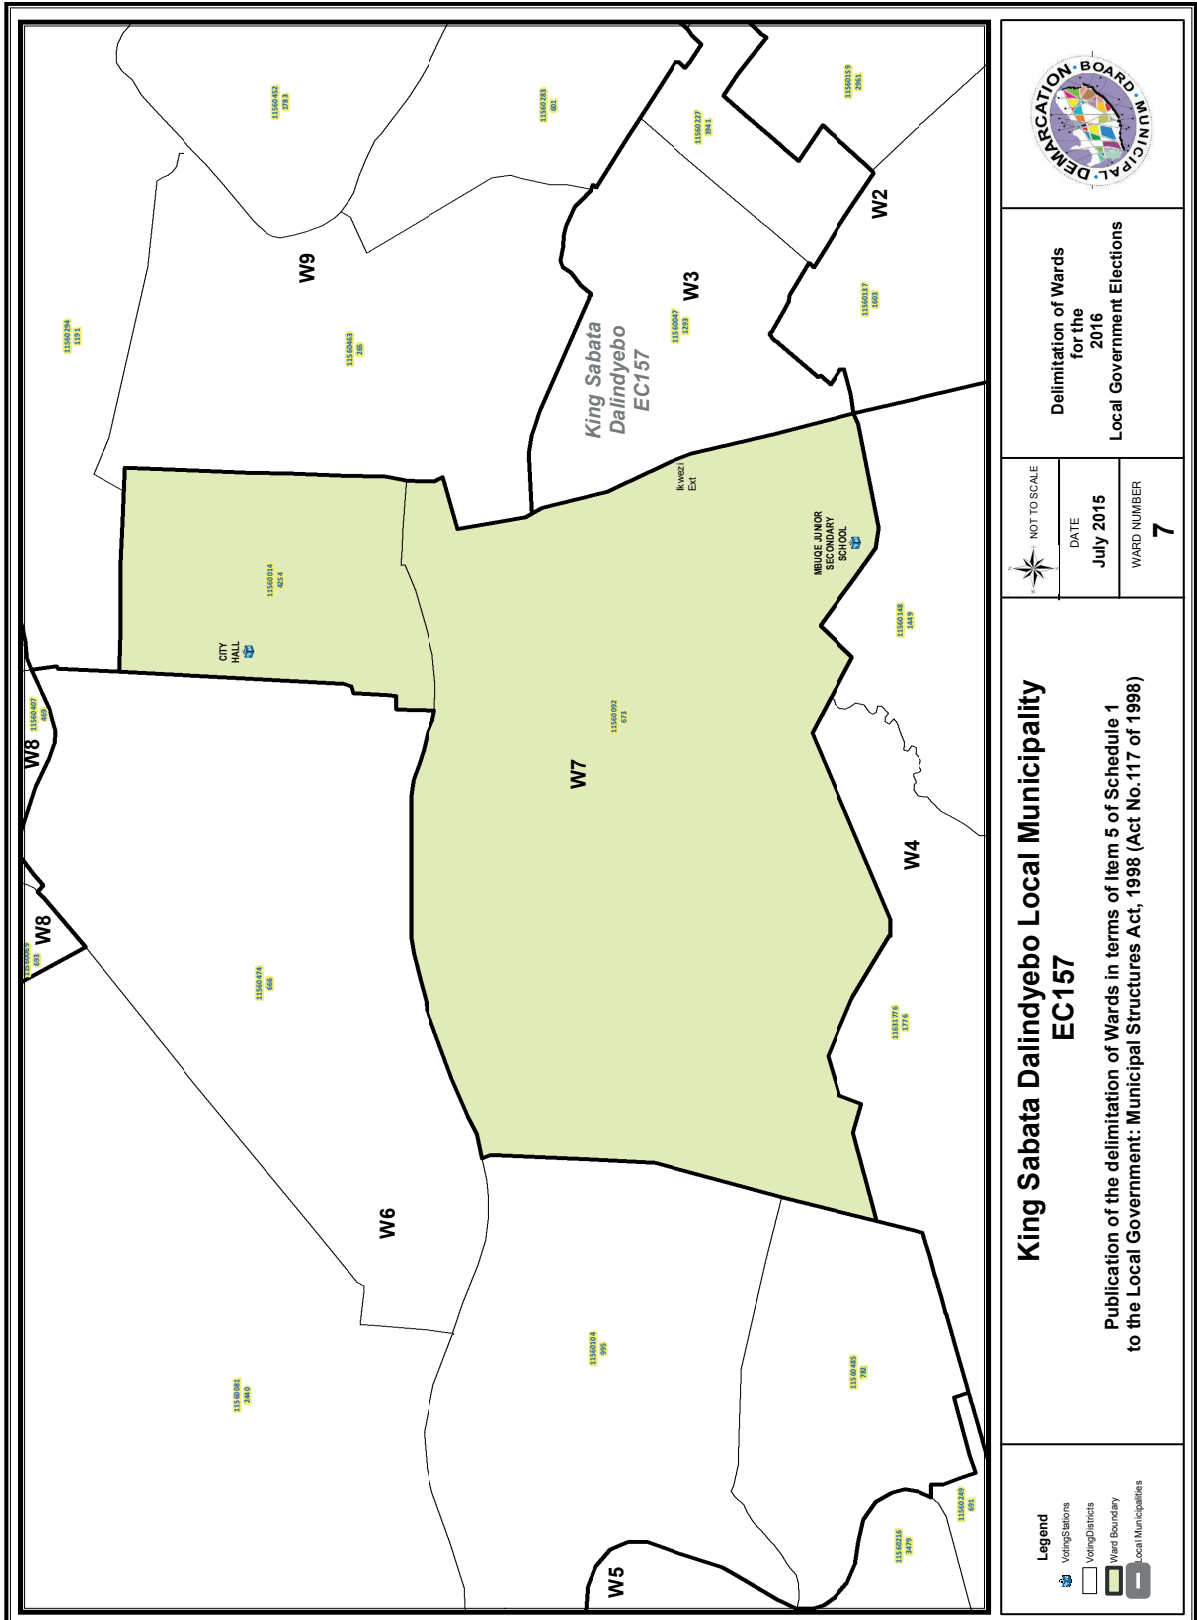 11560452
1783
11560283
601
11560227
1941
11560159
2961
W2
W9
11560294
1191
11560463
265
W3
11560047
1293
11560137
1603
King Sabata
Dalindyebo
EC157
Ikwezi
Ext
MBUQE JUNIOR
SECONDARY
SCHOOL
11560014
4254
CITY
HALL
11560148
1449
11560092
673
W7
W8
11560407
469
W4
W8
11560069
693
11560474
666
11631776
1776
W6
11560081
2440
11560104
995
11560485
782
W5
11560216
3479
11560249
691
MUNICIPAL · DEMARCATION · BOARD
Delimitation of Wards
for the
2016
Local Government Elections
NOT TO SCALE
DATE
July 2015
WARD NUMBER
7
King Sabata Dalindyebo Local Municipality
EC157
Publication of the delimitation of Wards in terms of Item 5 of Schedule 1
to the Local Government: Municipal Structures Act, 1998 (Act No.117 of 1998)
Legend
VotingStations
VotingDistricts
Ward Boundary
Local Municipalities